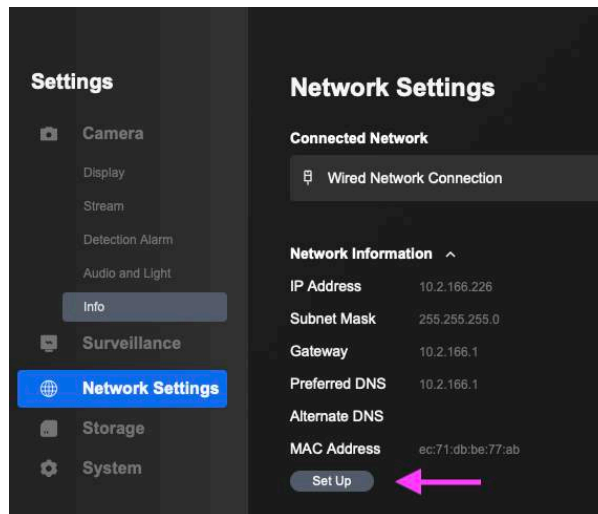 Settings
Camera
Display
Stream
Detection Alarm
Audio and Light
Info
Surveillance
Network Settings
Storage
System
Network Settings
Connected Network
Wired Network Connection
Network Information
IP Address 10.2.166.226
Subnet Mask 255.255.255.0
Gateway 10.2.166.1
Preferred DNS 10.2.166.1
Alternate DNS
MAC Address ec:71:db:be:77:ab
Set Up